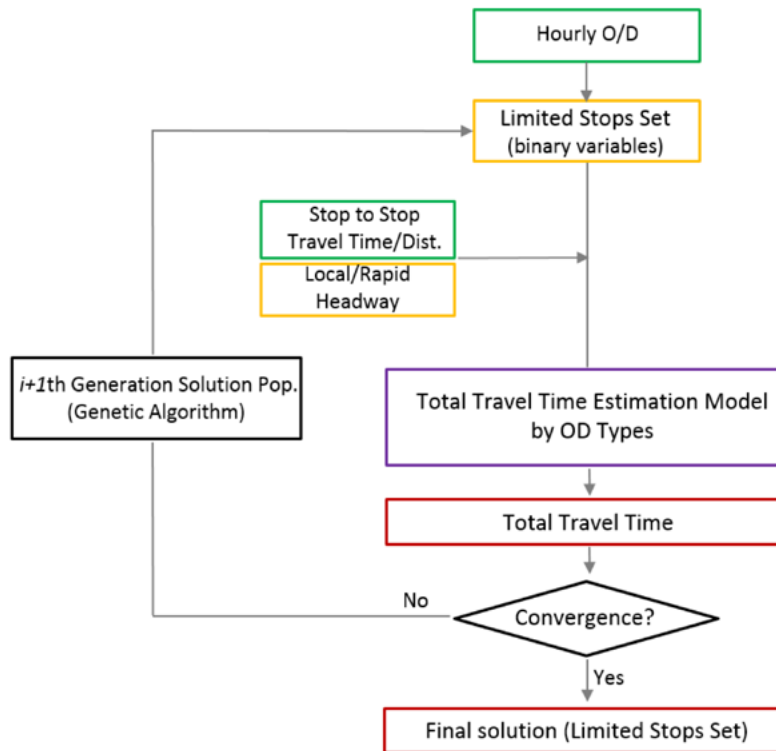 Hourly O/D
Limited Stops Set
(binary variables)
Stop to Stop
Travel Time/Dist.
Local/Rapid
Headway
i+1th Generation Solution Pop.
(Genetic Algorithm)
Total Travel Time Estimation Model
by OD Types
Total Travel Time
No
Convergence?
Yes
Final solution (Limited Stops Set)